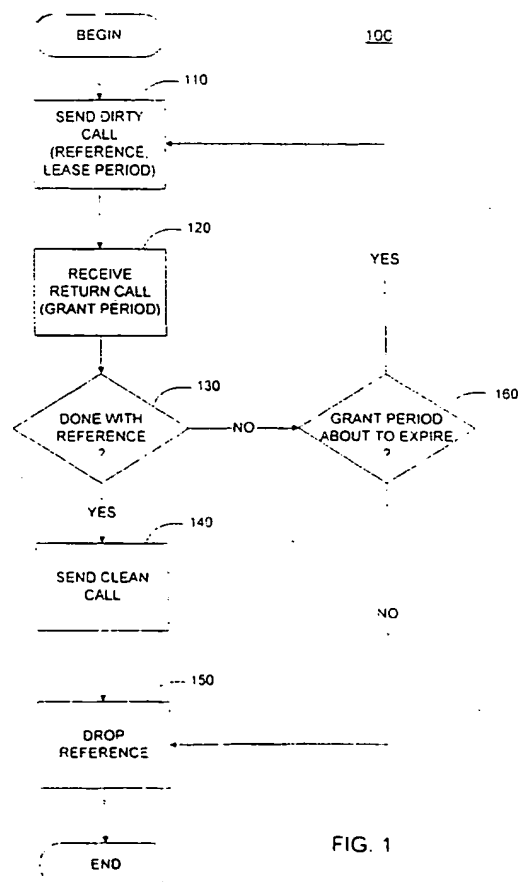 BEGIN
100
110
SEND DIRTY
CALL
(REFERENCE,
LEASE PERIOD)
120
RECEIVE
RETURN CALL
(GRANT PERIOD)
YES
130
DONE WITH
REFERENCE
?
NO
160
GRANT PERIOD
ABOUT TO EXPIRE
?
YES
140
SEND CLEAN
CALL
NO
150
DROP
REFERENCE
END
FIG. 1